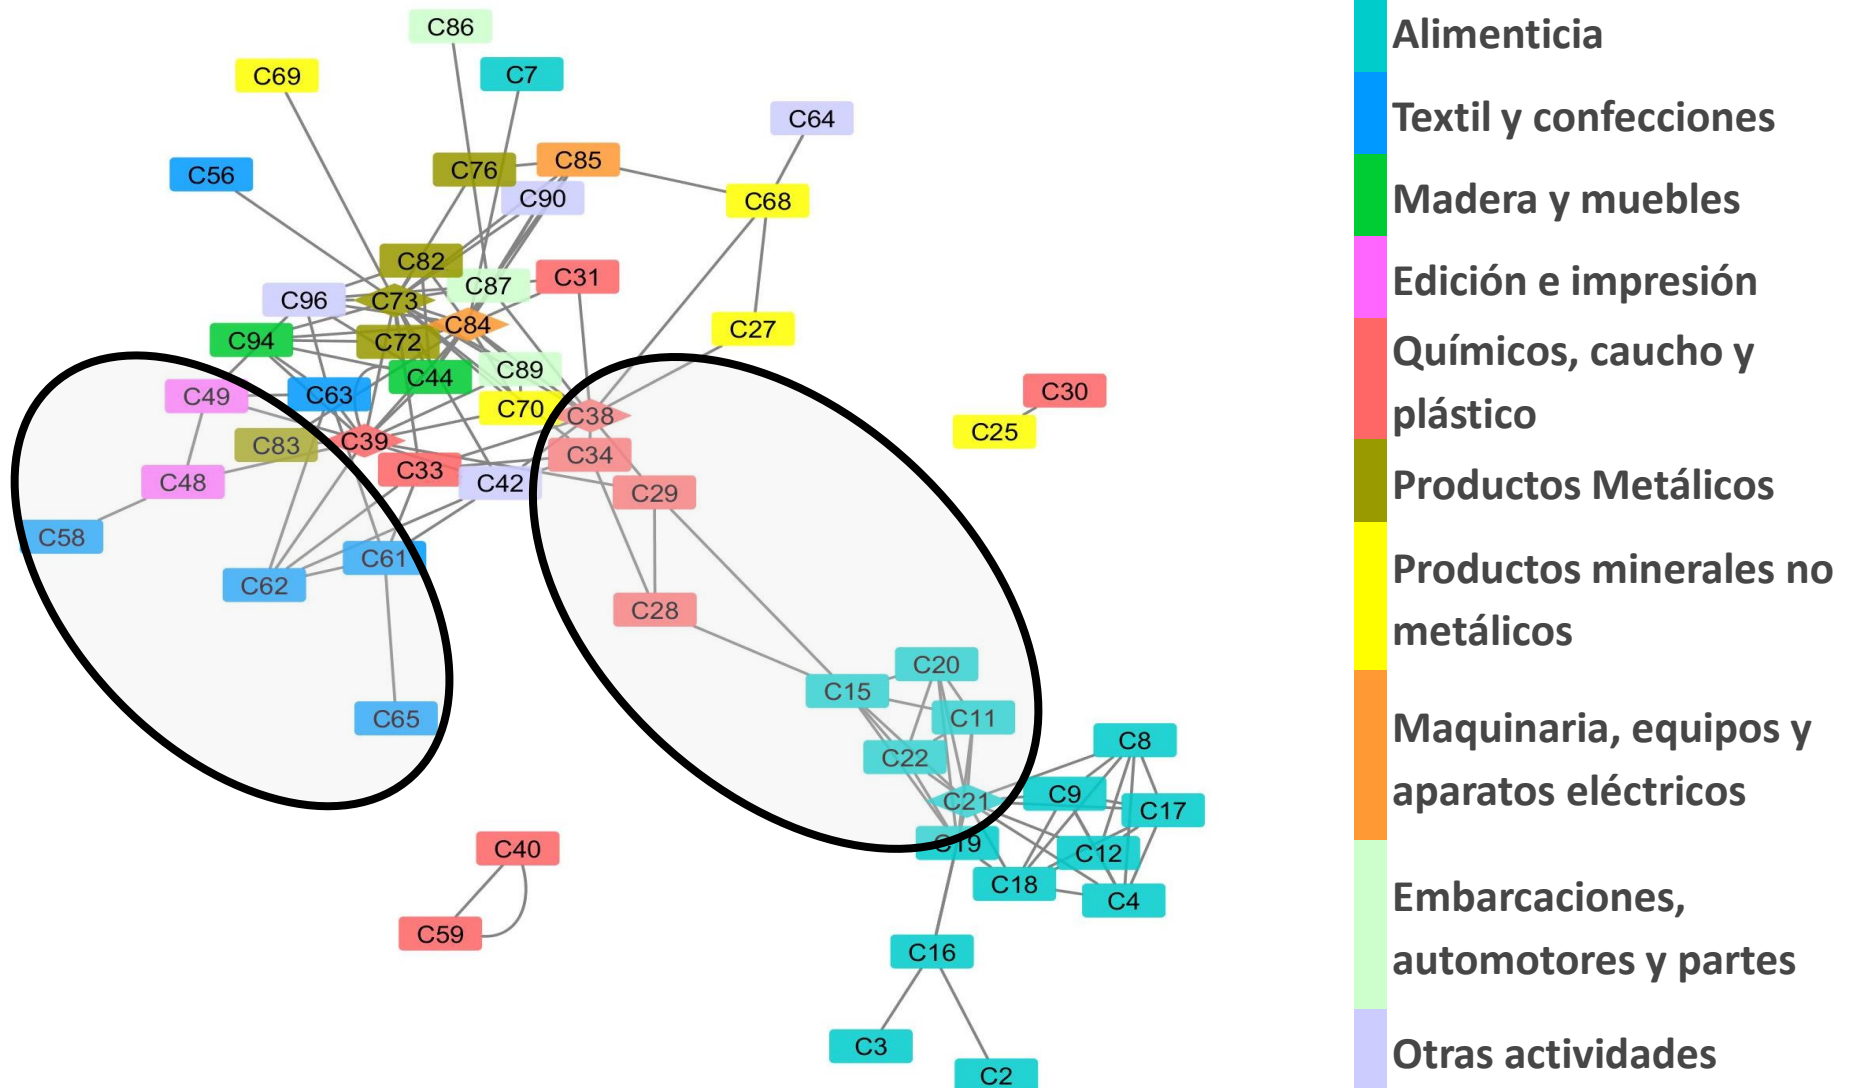 C86
C69
C7
C64
C56
C76
C85
C90
C68
C82
C87
C31
C96
C73
C84
C27
C94
C72
C44
C89
C49
C63
C70
C38
C30
C25
C83
C39
C33
C34
C48
C42
C29
C58
C62
C61
C28
C65
C20
C15
C11
C22
C8
C21
C9
C17
C19
C12
C18
C4
C40
C59
C16
C3
C2
Alimenticia
Textil y confecciones
Madera y muebles
Edición e impresión
Químicos, caucho y
plástico
Productos Metálicos
Productos minerales no
metálicos
Maquinaria, equipos y
aparatos eléctricos
Embarcaciones,
automotores y partes
Otras actividades